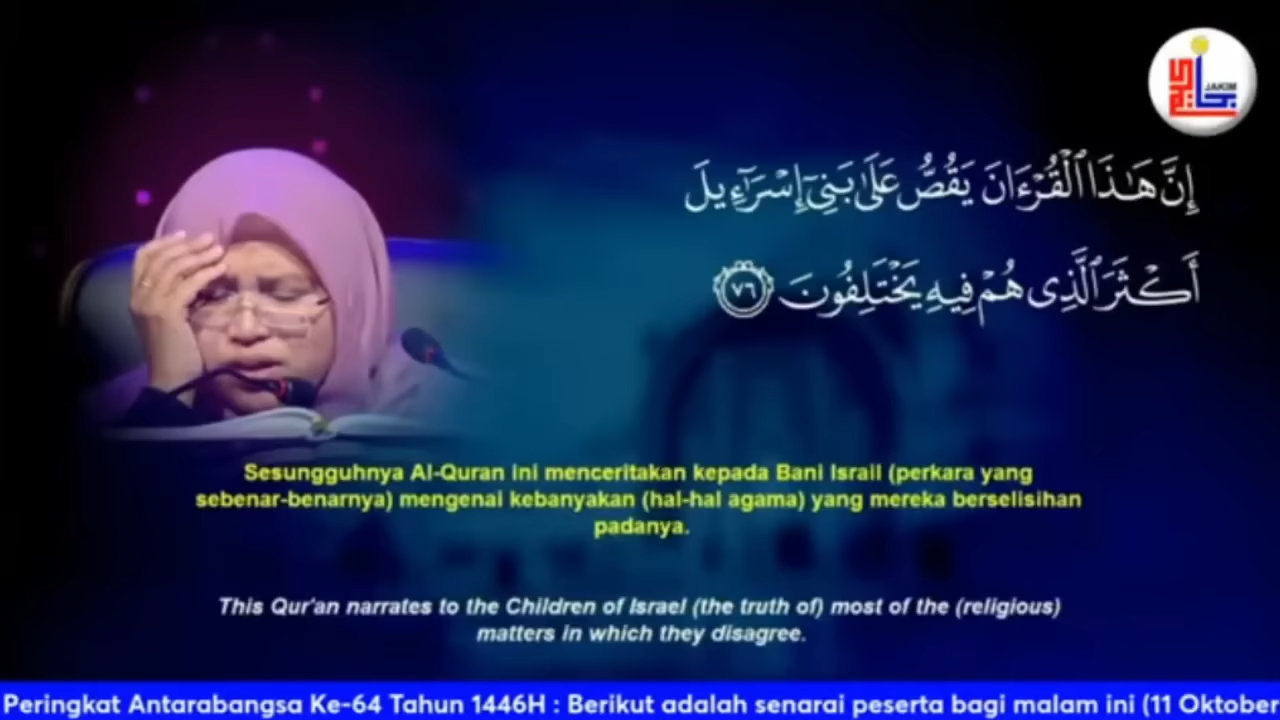 JAKIM
إِنَّ هَـٰذَا ٱلْقُرْءَانَ يَقُصُّ عَلَىٰ بَنِىٓ إِسْرَٰٓءِيلَ
أَكْثَرَ ٱلَّذِى هُمْ فِيهِ يَخْتَلِفُونَ ٧٦
Sesungguhnya Al-Quran ini menceritakan kepada Bani Israil (perkara yang
sebenar-benarnya) mengenai kebanyakan (hal-hal agama) yang mereka berselisihan
padanya.
This Qur'an narrates to the Children of Israel (the truth of) most of the (religious)
matters in which they disagree.
Peringkat Antarabangsa Ke-64 Tahun 1446H : Berikut adalah senarai peserta bagi malam ini (11 Oktober